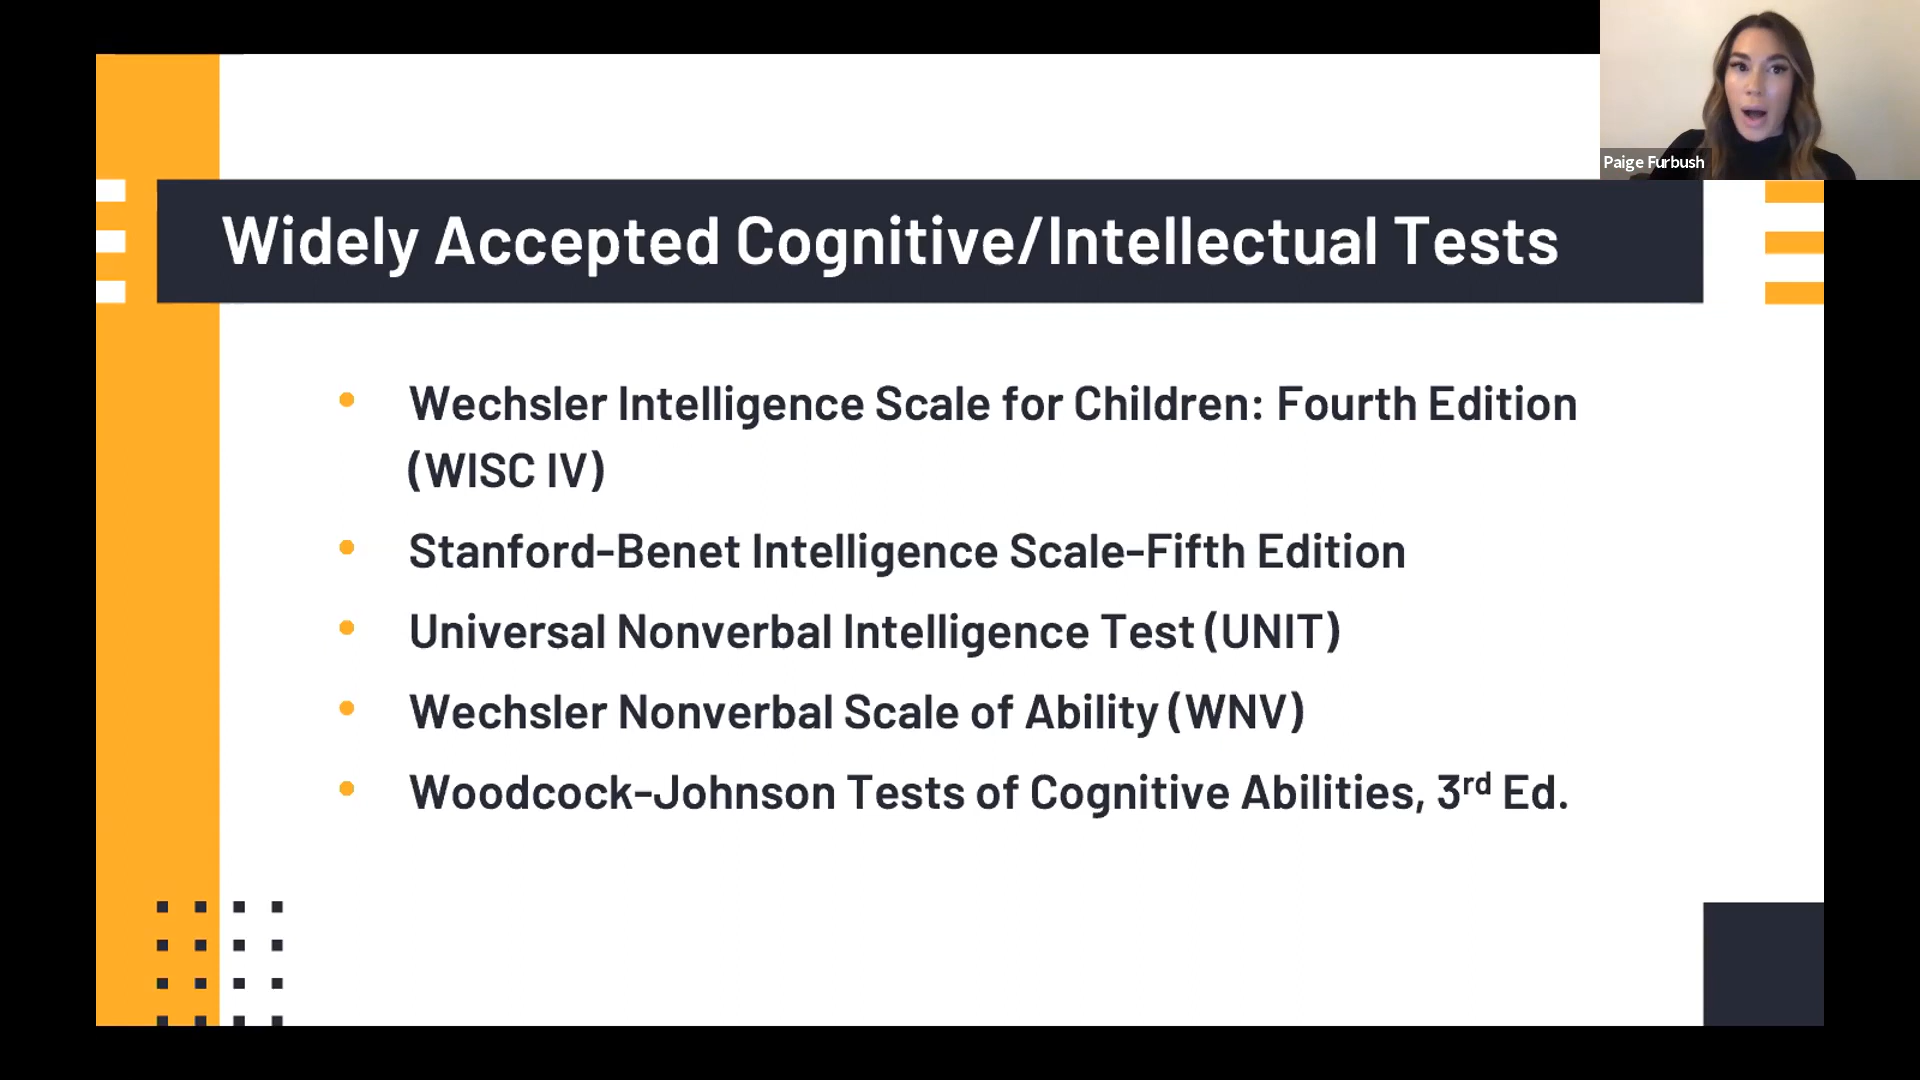 Paige Furbush
Widely Accepted Cognitive/Intellectual Tests
• Wechsler Intelligence Scale for Children: Fourth Edition
(WISC IV)
• Stanford-Benet Intelligence Scale-Fifth Edition
• Universal Nonverbal Intelligence Test (UNIT)
• Wechsler Nonverbal Scale of Ability (WNV)
• Woodcock-Johnson Tests of Cognitive Abilities, 3rd Ed.